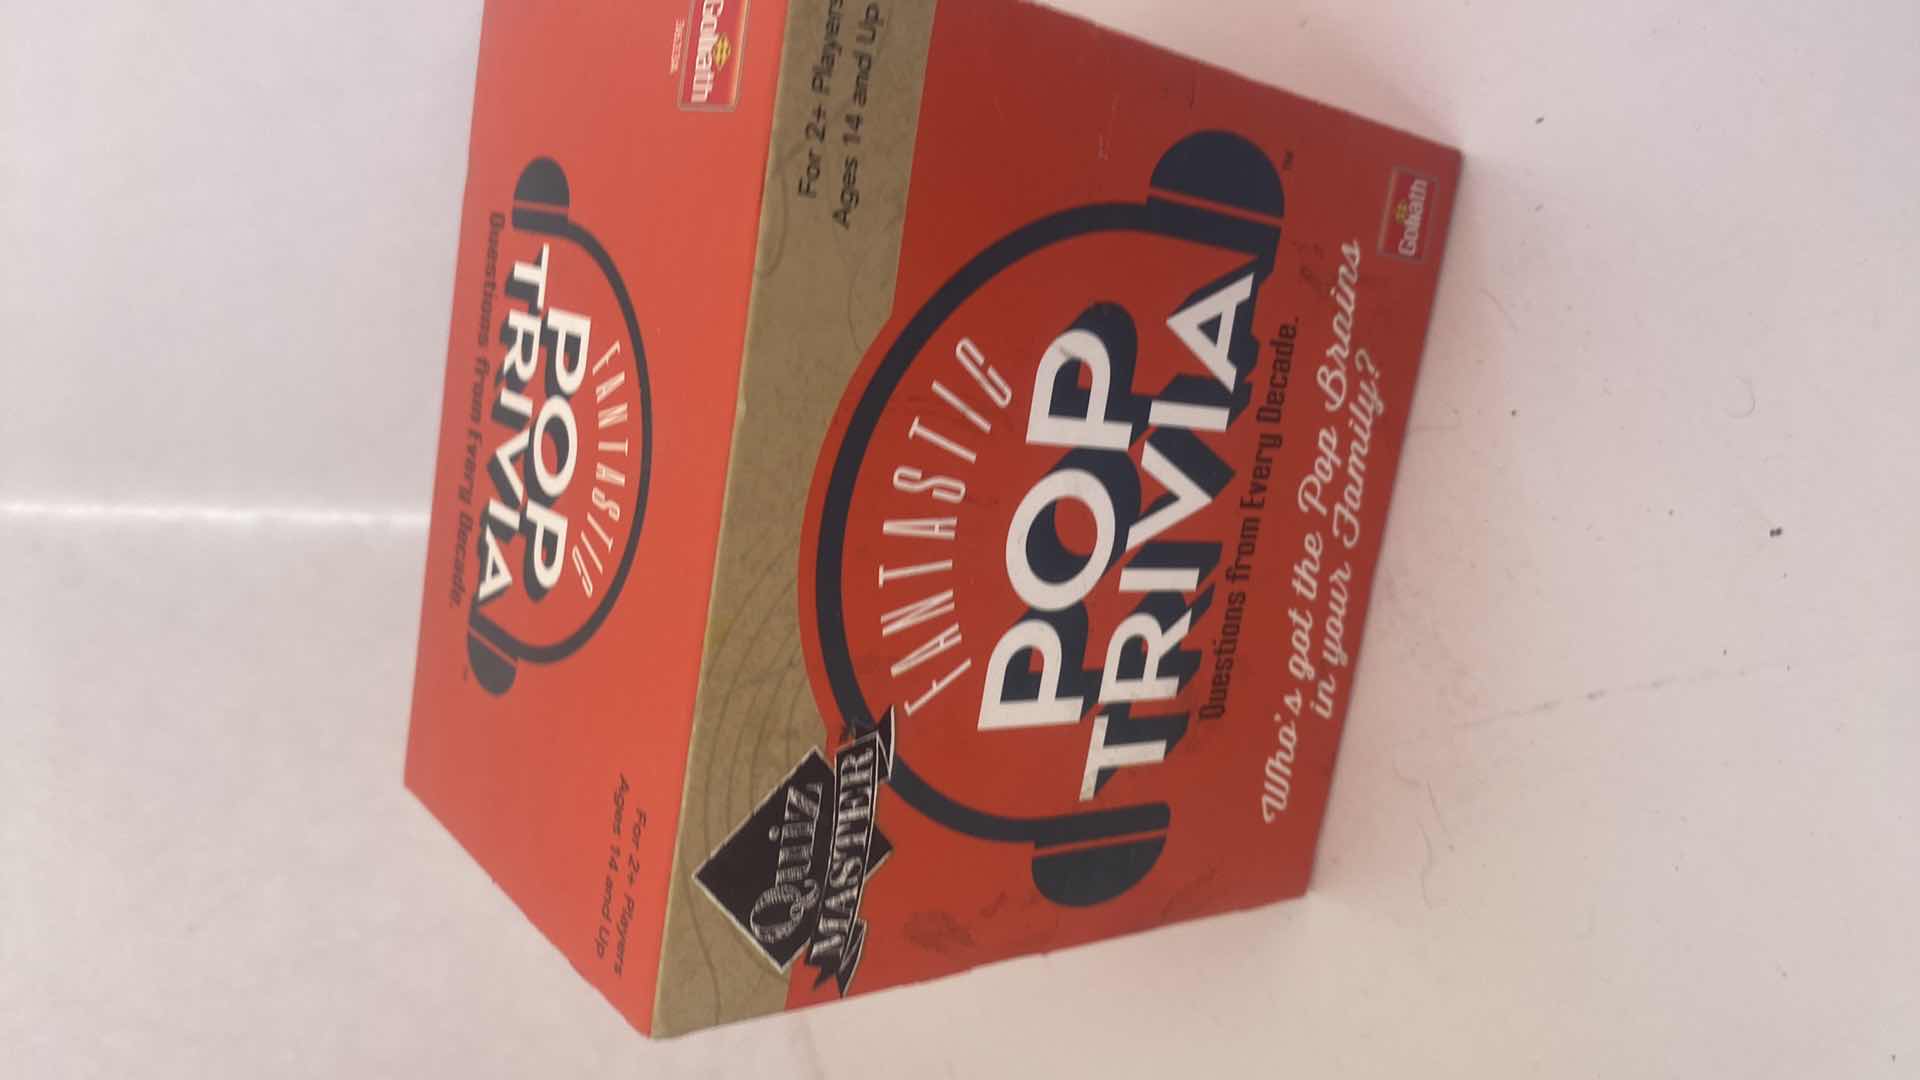 Quiz
MASTER
For 2+ Players
Ages 14 and Up
FANTASTIC
POP
TRIVIA
TM
Questions from Every Decade.
Who's got the Pop Brains
in your Family?
Goliath
FANTASTIC
POP
TRIVIA
Questions from Every Decade.
For 2+ Players
Ages 14 and Up
Goliath